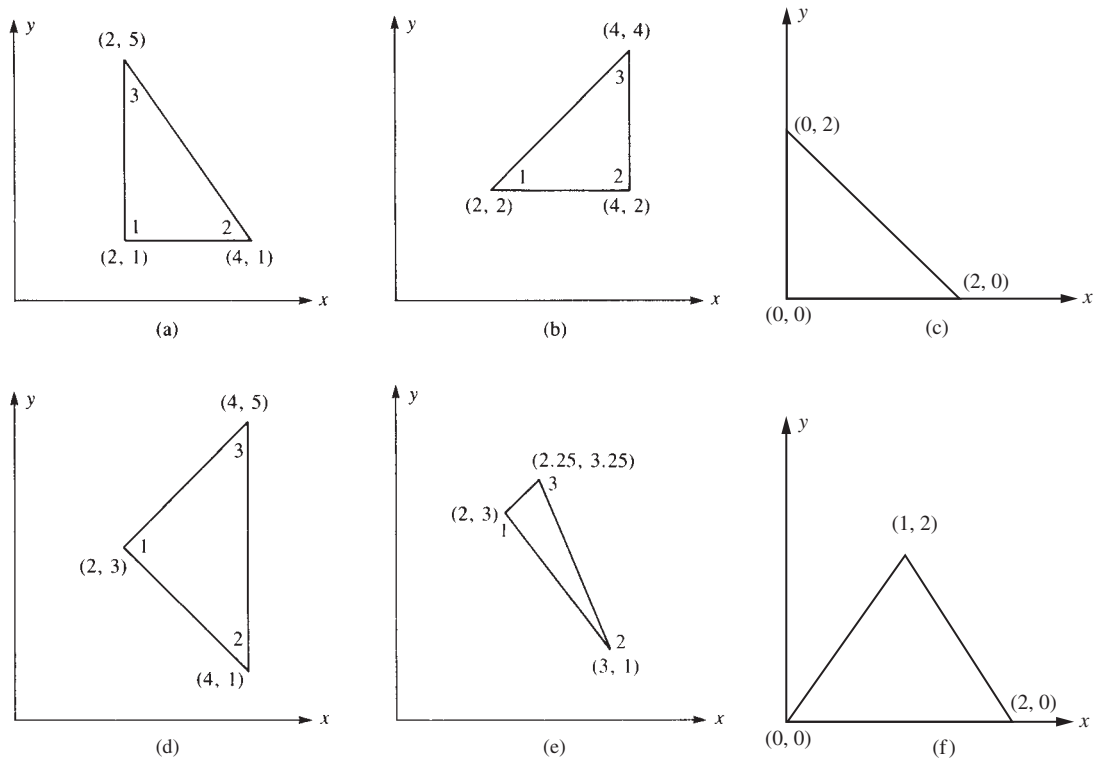 y
(2, 5)
3
1
2
(2, 1)
(4, 1)
x
(a)
y
(4, 4)
3
1
2
(2, 2)
(4, 2)
x
(b)
y
(0, 2)
(2, 0)
(0, 0)
x
(c)
y
(4, 5)
3
1
(2, 3)
2
(4, 1)
x
(d)
y
(2.25, 3.25)
3
(2, 3)
1
2
(3, 1)
x
(e)
y
(1, 2)
(2, 0)
(0, 0)
x
(f)